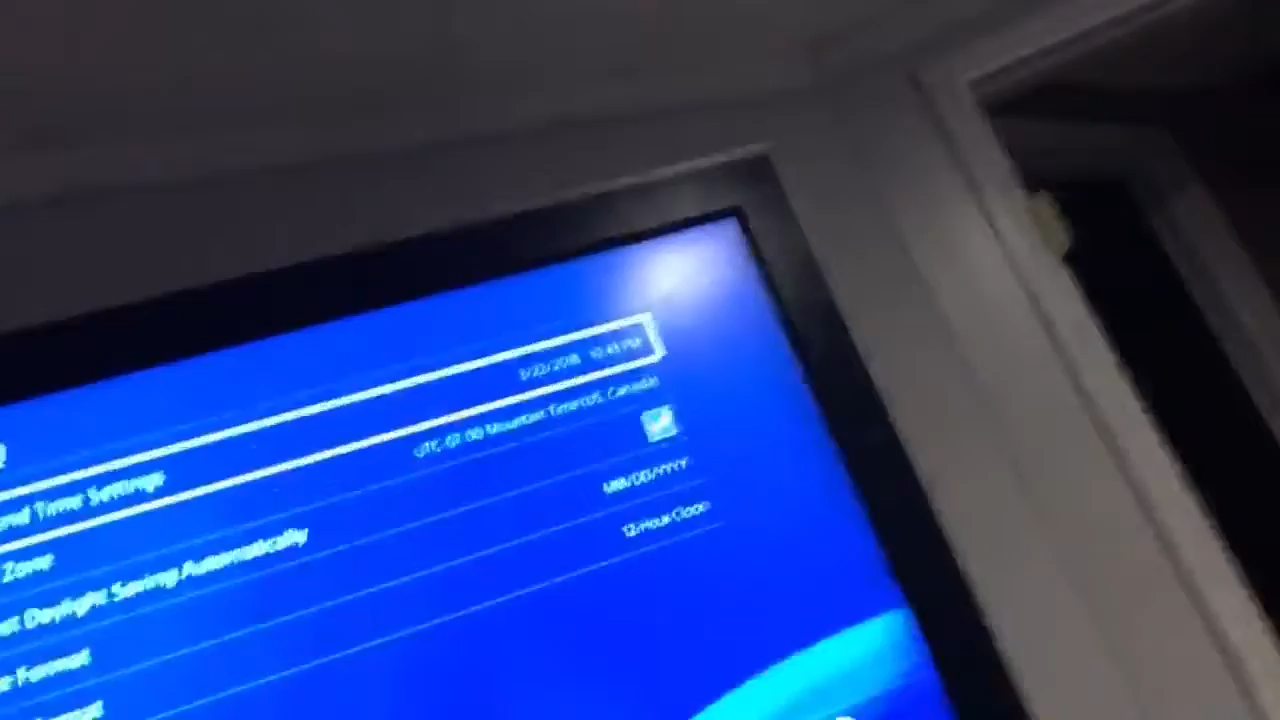 and Time Settings 3/22/2018 10:43 PM
Zone UTC-07:00 Mountain Time (US, Canada)
Daylight Saving Automatically
Format MM/DD/YYYY
12-Hour Clock